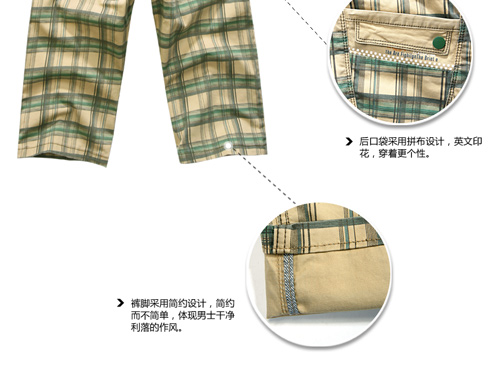 后口袋采用拼布设计，英文印
花，穿着更个性。
裤脚采用简约设计，简约
而不简单，体现男士干净
利落的作风。